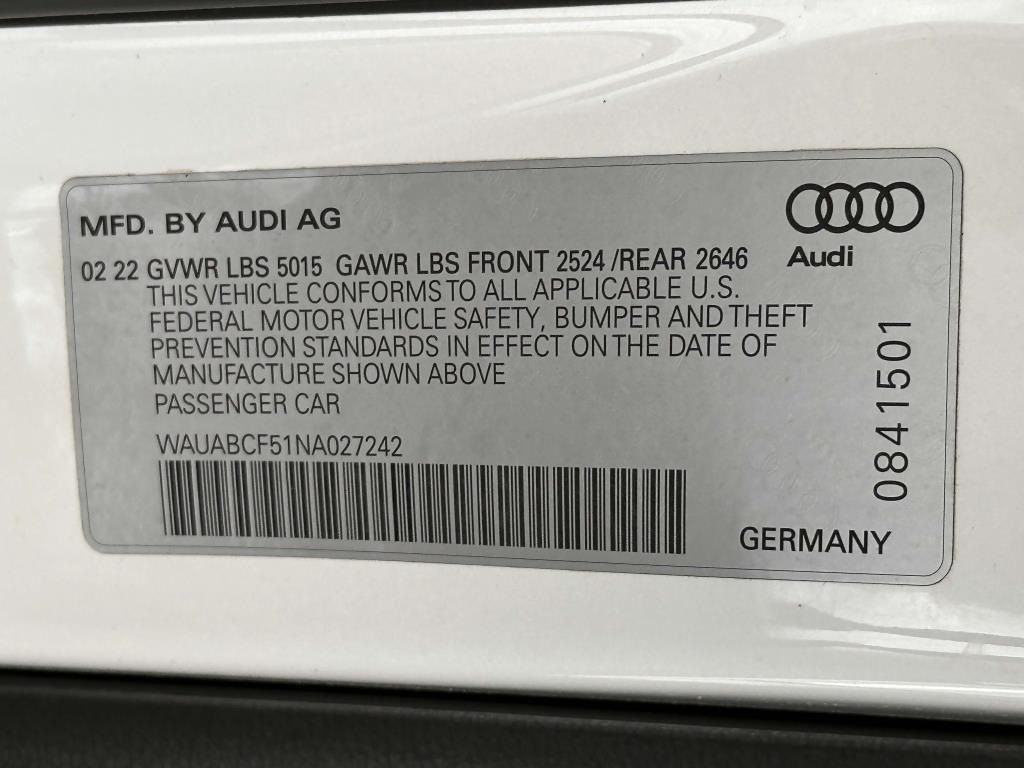 MFD. BY AUDI AG
Audi
02 22 GVWR LBS 5015 GAWR LBS FRONT 2524 /REAR 2646
THIS VEHICLE CONFORMS TO ALL APPLICABLE U.S.
FEDERAL MOTOR VEHICLE SAFETY, BUMPER AND THEFT
PREVENTION STANDARDS IN EFFECT ON THE DATE OF
MANUFACTURE SHOWN ABOVE
PASSENGER CAR
WAUABCF51NA027242
0841501
GERMANY